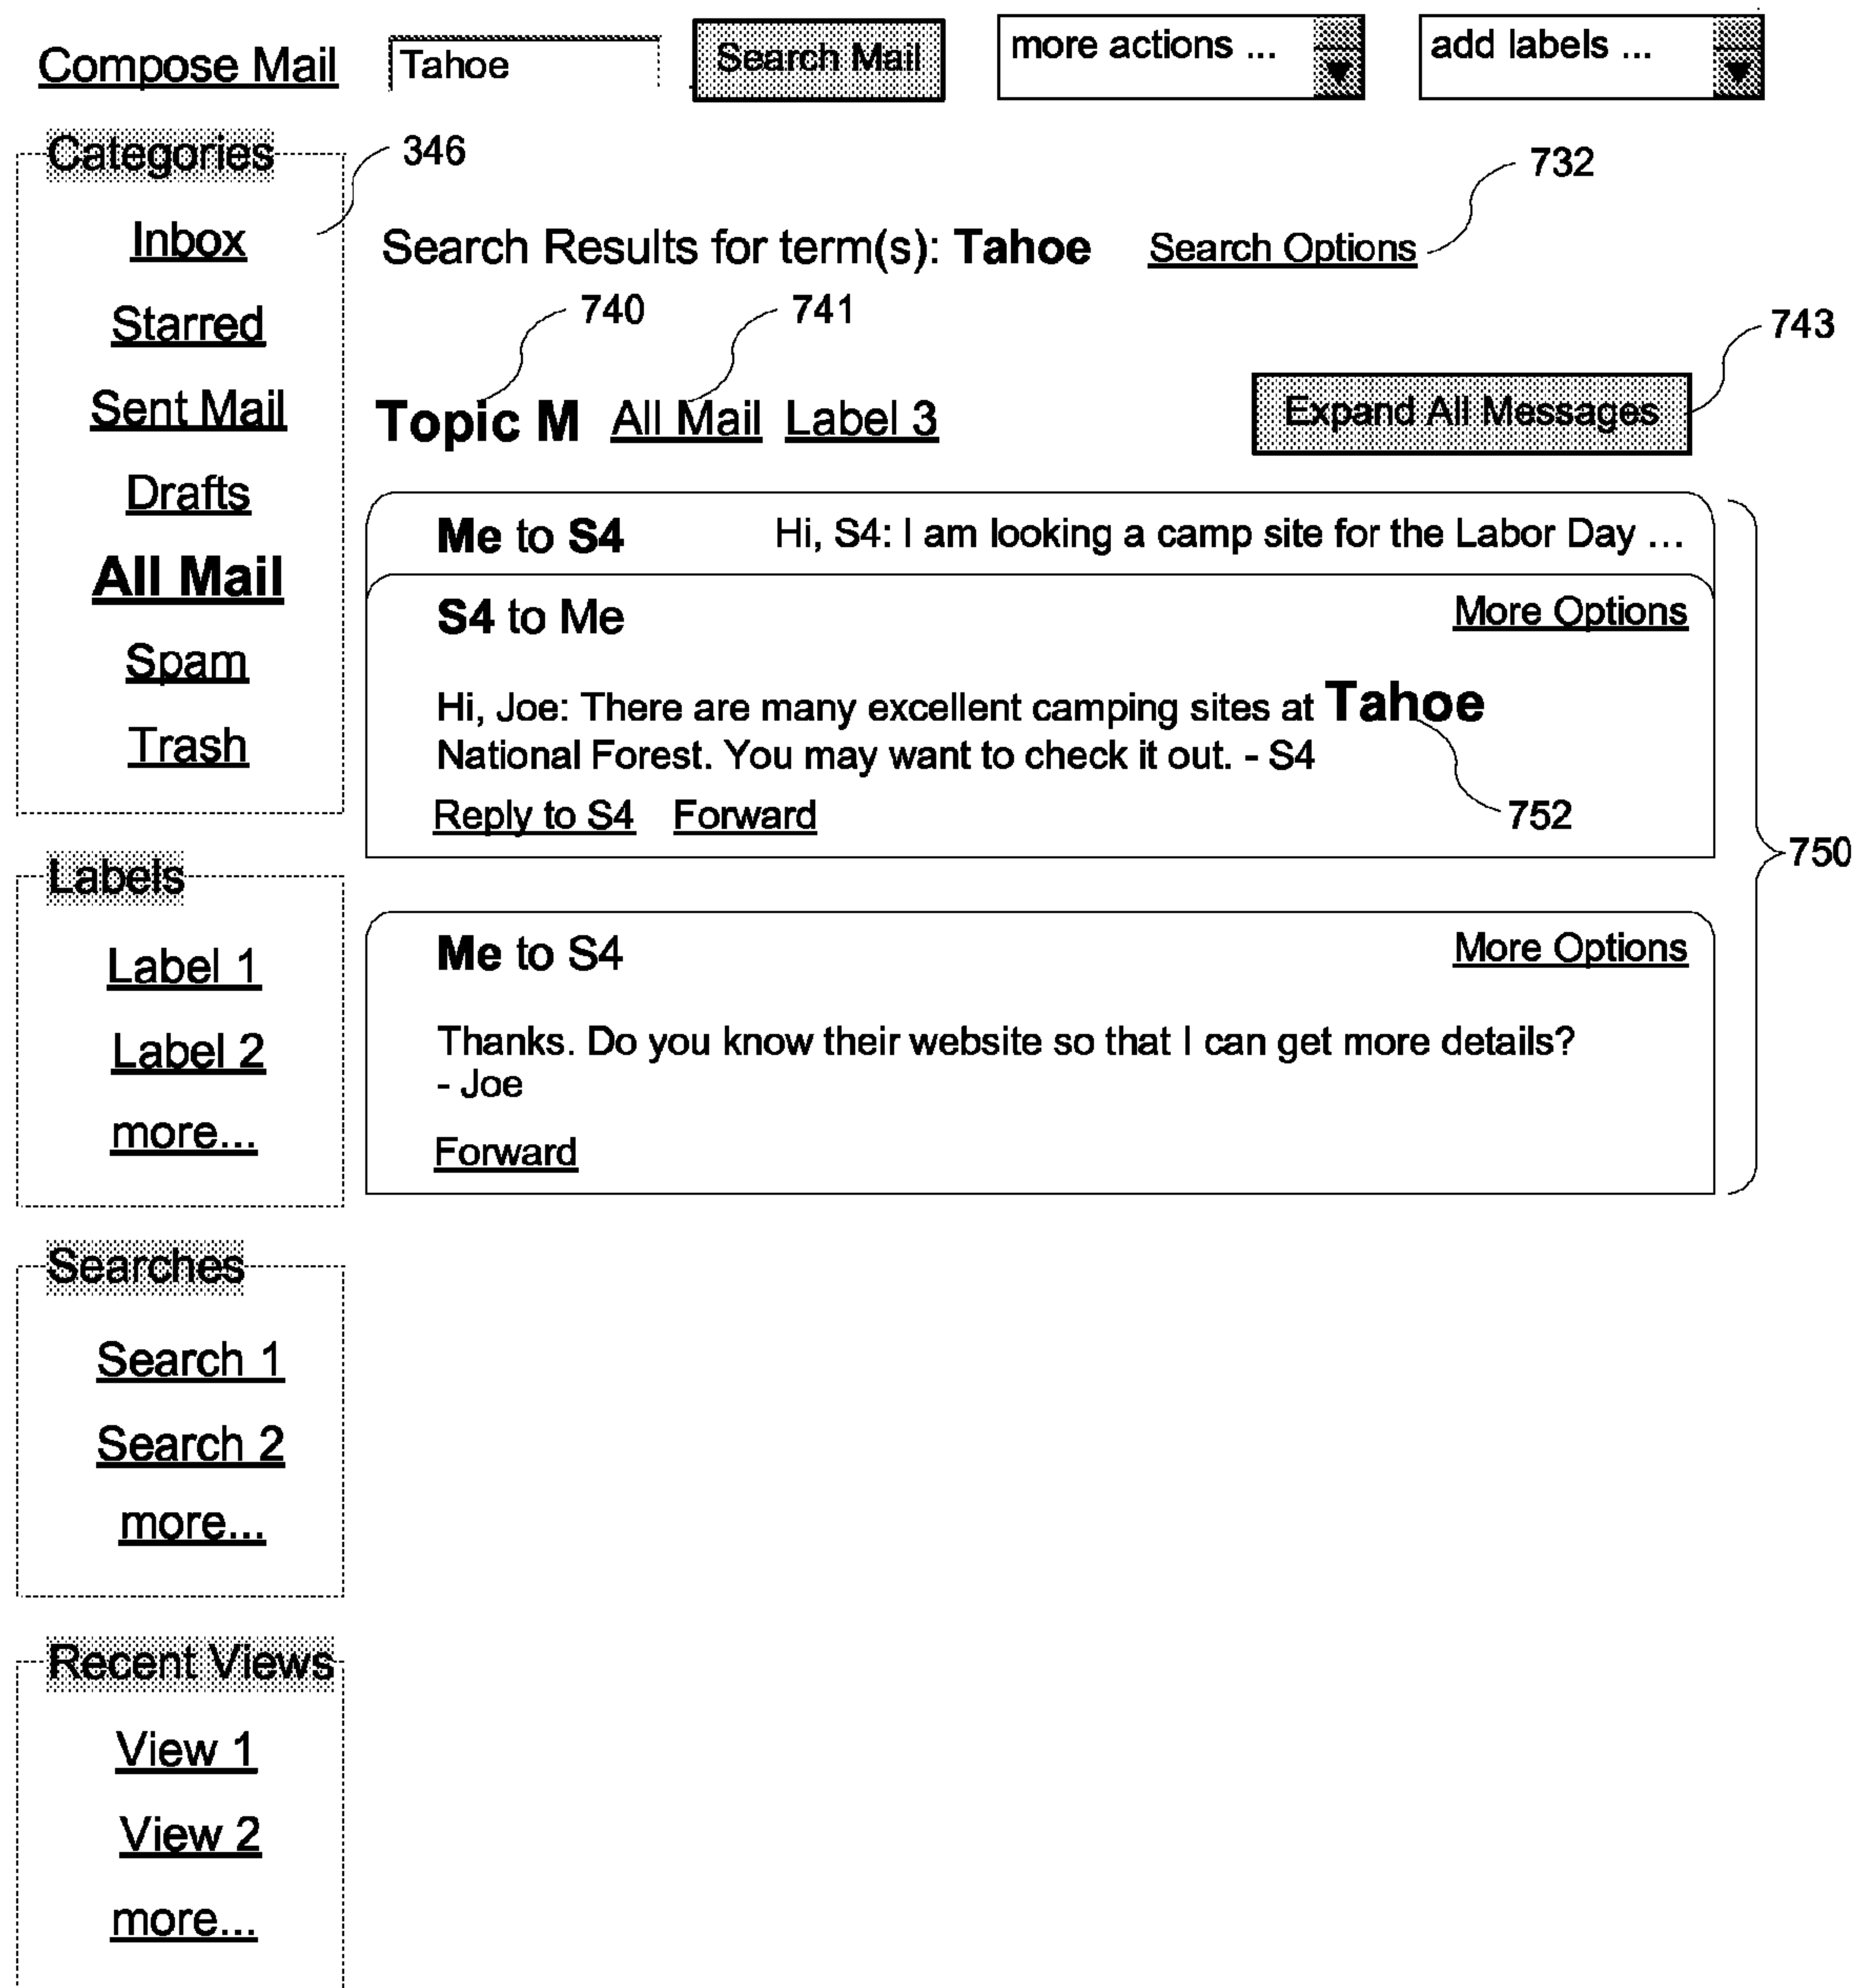 Compose Mail Tahoe Search Mail more actions ... add labels ...
Categories
346
Inbox
Starred
Sent Mail
Drafts
All Mail
Spam
Trash
Labels
Label 1
Label 2
more...
Searches
Search 1
Search 2
more...
Recent Views
View 1
View 2
more...
732
Search Results for term(s): Tahoe Search Options
740 741
743
Topic M All Mail Label 3 Expand All Messages
Me to S4 Hi, S4: I am looking a camp site for the Labor Day ...
S4 to Me More Options
Hi, Joe: There are many excellent camping sites at Tahoe
National Forest. You may want to check it out. - S4
752
Reply to S4 Forward
750
Me to S4 More Options
Thanks. Do you know their website so that I can get more details?
- Joe
Forward